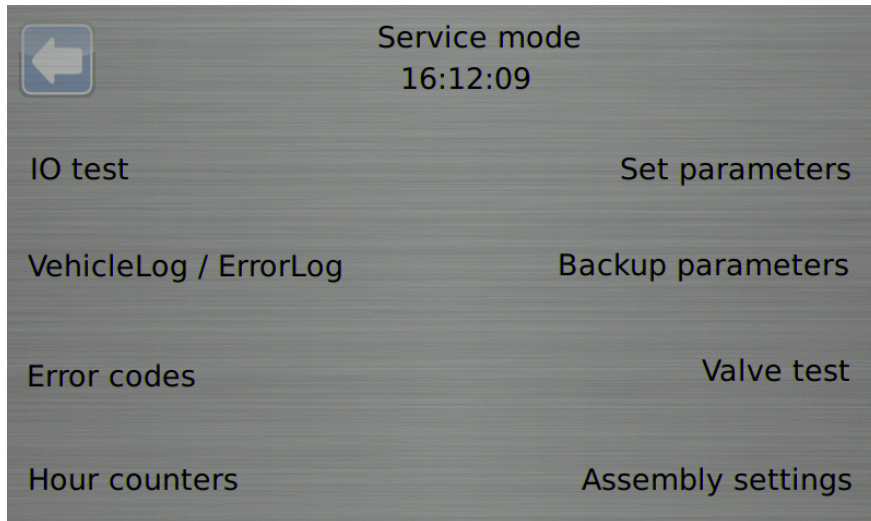 Service mode
16:12:09
IO test
Set parameters
VehicleLog / ErrorLog
Backup parameters
Error codes
Valve test
Hour counters
Assembly settings